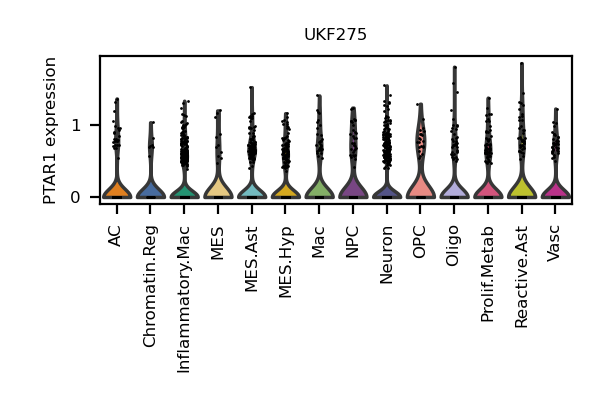 UKF275
PTAR1 expression
1
0
AC
Chromatin.Reg
Inflammatory.Mac
MES
MES.Ast
MES.Hyp
Mac
NPC
Neuron
OPC
Oligo
Prolif.Metab
Reactive.Ast
Vasc